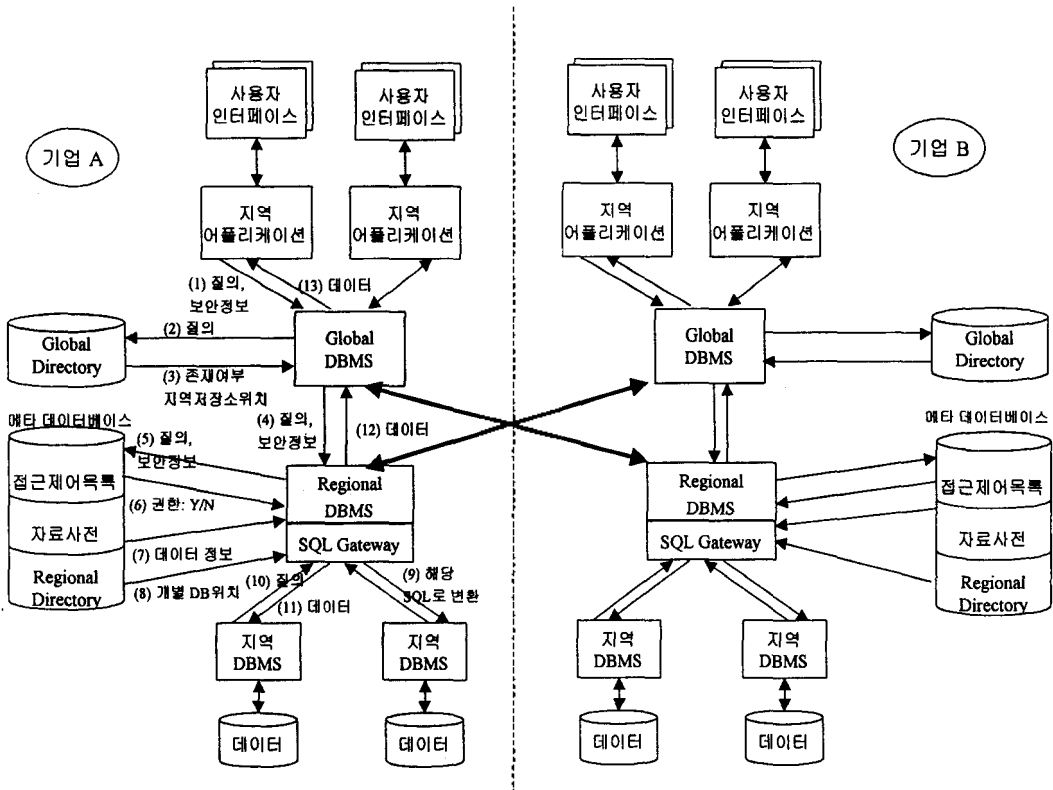 사용자
인터페이스
사용자
인터페이스
기업 A
지역
어플리케이션
지역
어플리케이션
(1) 질의,
보안정보
(13) 데이터
(2) 질의
Global
Directory
Global
DBMS
(3) 존재여부
지역저장소위치
메타 데이터베이스
(4) 질의,
보안정보
(12) 데이터
(5) 질의,
보안정보
접근제어목록
(6) 권한: Y/N
자료사전
(7) 데이터 정보
Regional
Directory
(8) 개별 DB위치
Regional
DBMS
SQL Gateway
(10) 질의
(11) 데이터
(9) 해당
SQL로 변환
지역
DBMS
지역
DBMS
데이터
데이터
사용자
인터페이스
사용자
인터페이스
기업 B
지역
어플리케이션
지역
어플리케이션
Global
DBMS
Global
Directory
메타 데이터베이스
Regional
DBMS
SQL Gateway
접근제어목록
자료사전
Regional
Directory
지역
DBMS
지역
DBMS
데이터
데이터